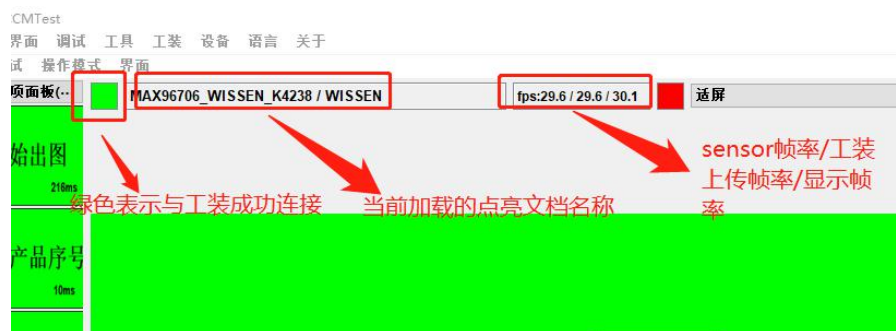 CMTest
界面 调试 工具 工装 设备 语言 关于
试 操作模式 界面
项面板(··· MAX96706_WISSEN_K4238 / WISSEN fps:29.6 / 29.6 / 30.1 适屏
始出图
216ms
绿色表示与工装成功连接
当前加载的点亮文档名称
sensor帧率/工装
上传帧率/显示帧
率
产品序号
10ms